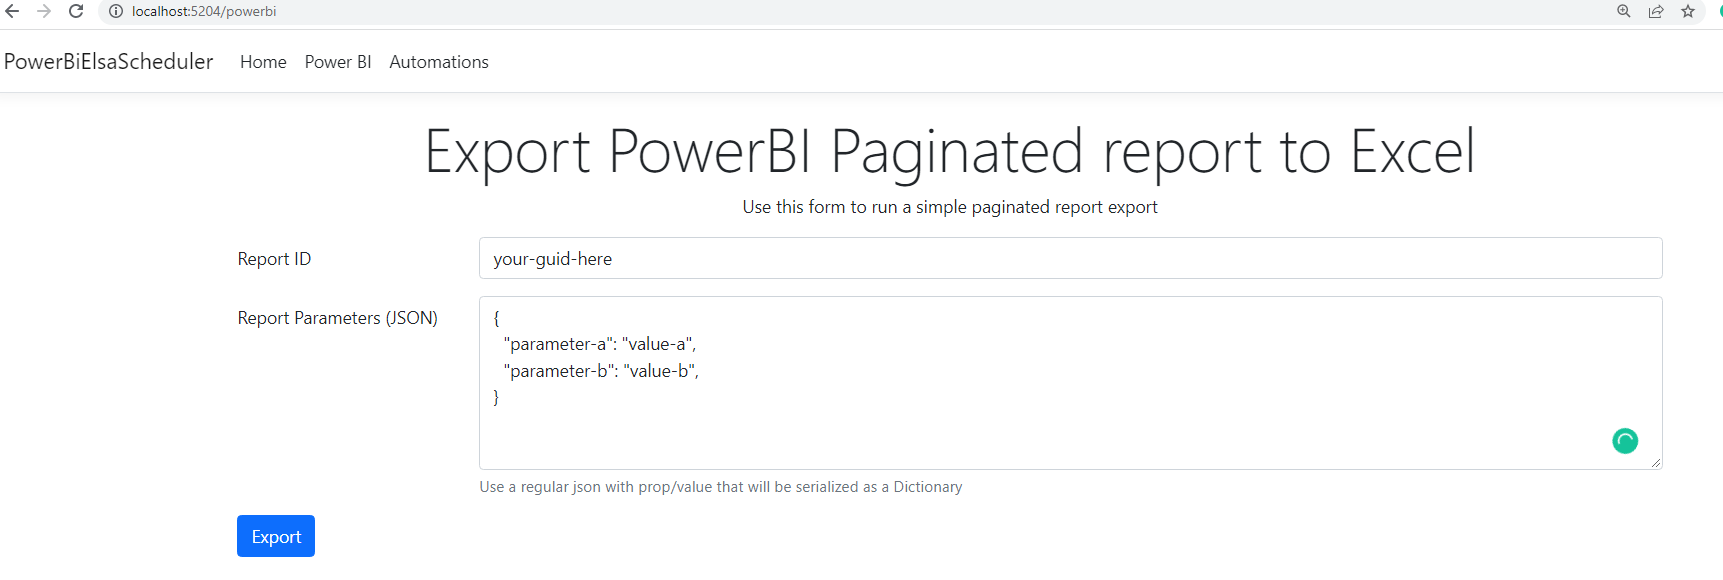 localhost:5204/powerbi
PowerBiElsaScheduler Home Power BI Automations
Export PowerBI Paginated report to Excel
Use this form to run a simple paginated report export
Report ID your-guid-here
Report Parameters (JSON) {
"parameter-a": "value-a",
"parameter-b": "value-b",
}
Use a regular json with prop/value that will be serialized as a Dictionary
Export